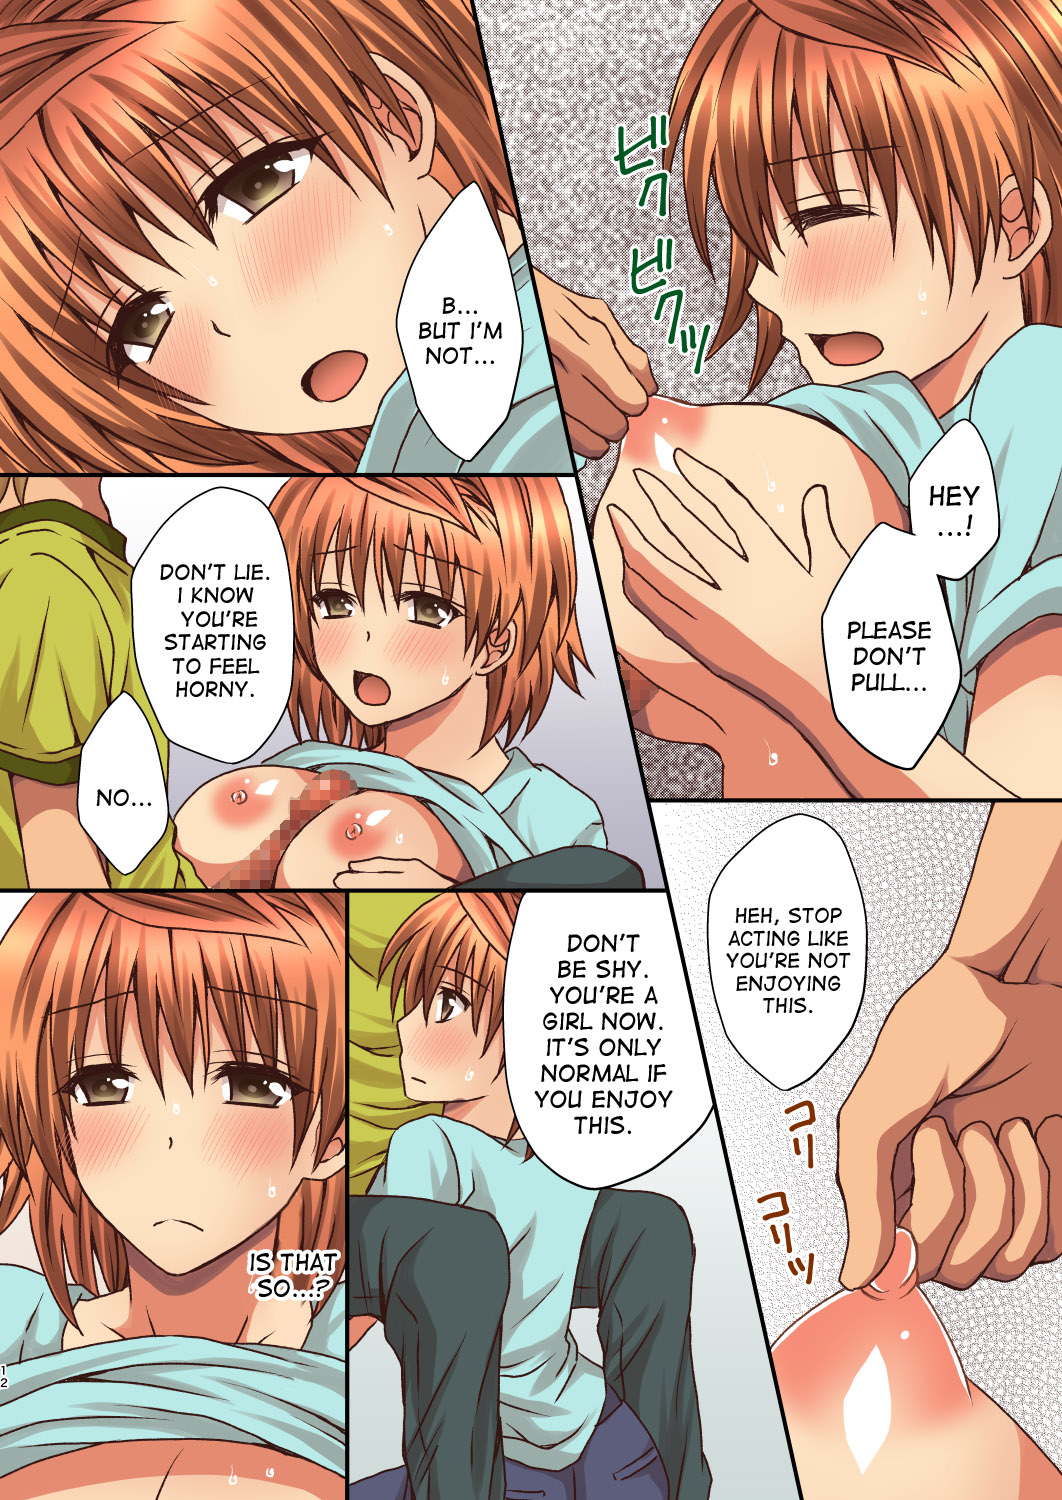 ビクビクッ
HEY
...!
PLEASE
DON'T
PULL...
B...
BUT I'M
NOT...
DON'T LIE.
I KNOW
YOU'RE
STARTING
TO FEEL
HORNY.
NO...
HEH, STOP
ACTING LIKE
YOU'RE NOT
ENJOYING
THIS.
コリコリッ
DON'T
BE SHY.
YOU'RE A
GIRL NOW.
IT'S ONLY
NORMAL IF
YOU ENJOY
THIS.
IS THAT
SO...?
12